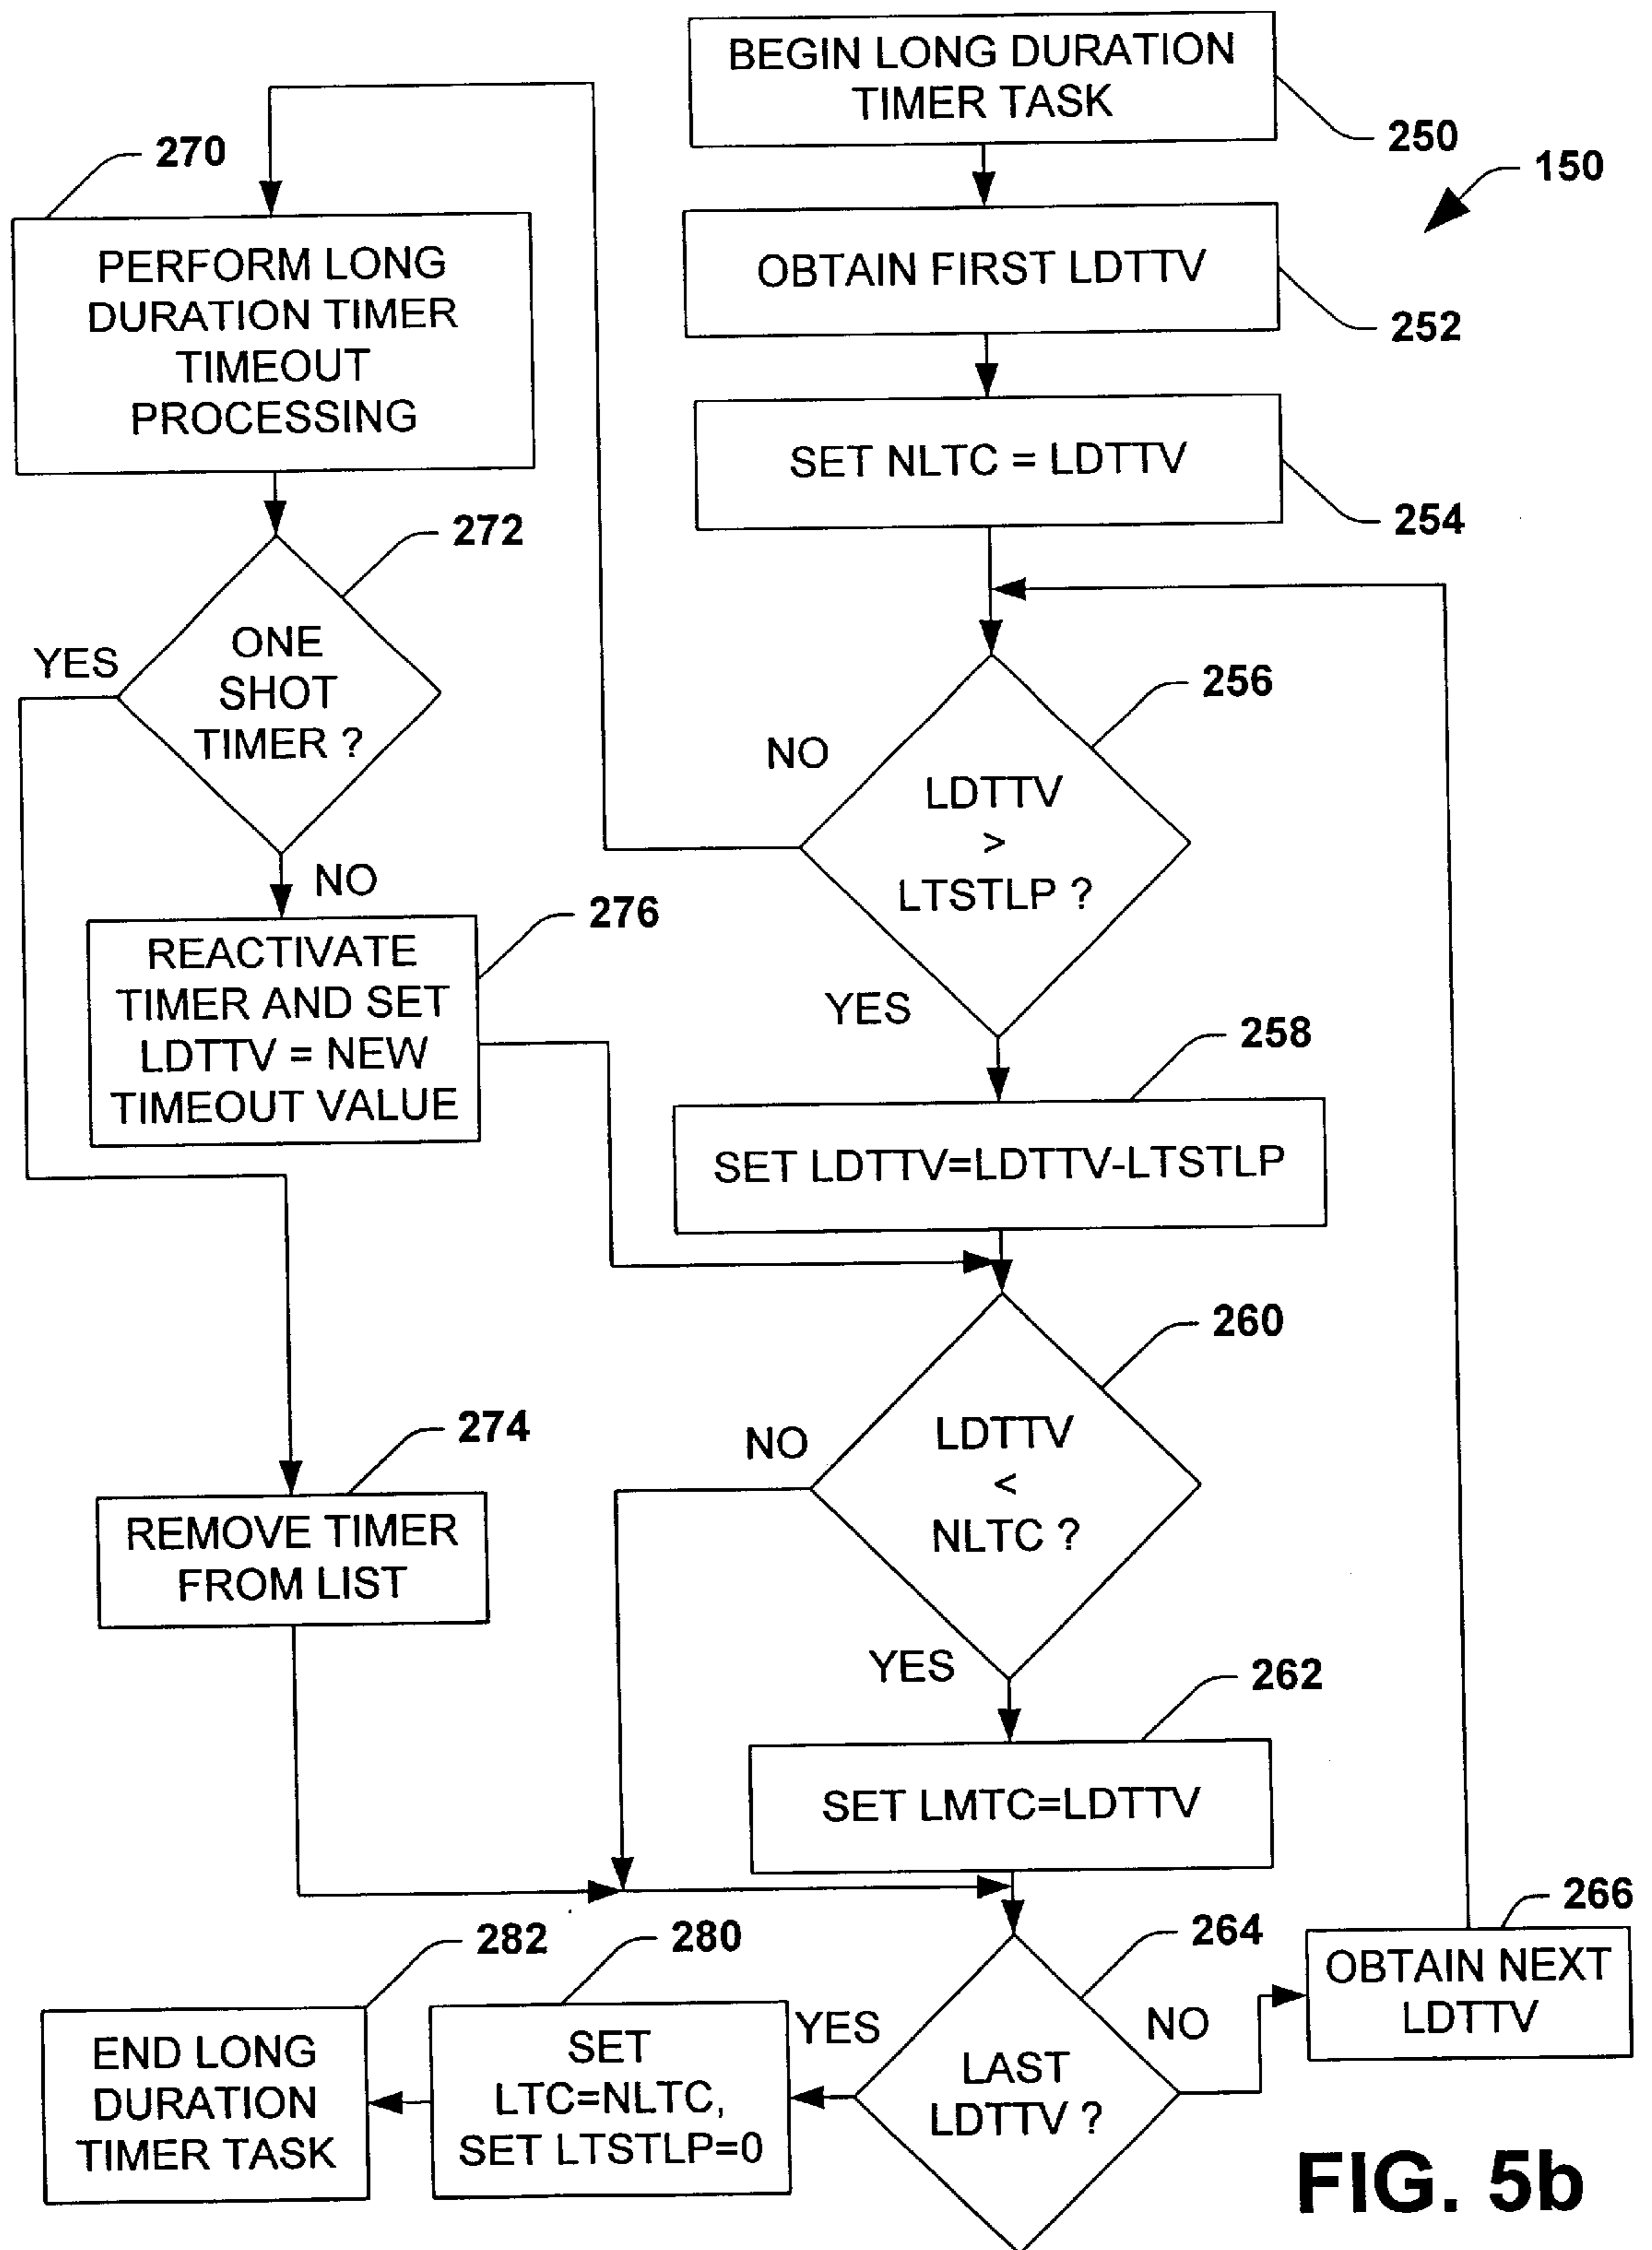 BEGIN LONG DURATION
TIMER TASK
250
150
270
PERFORM LONG
DURATION TIMER
TIMEOUT
PROCESSING
OBTAIN FIRST LDTTV
252
SET NLTC = LDTTV
254
272
ONE
SHOT
TIMER ?
YES
NO
256
LDTTV
>
LTSTLP ?
NO
YES
276
REACTIVATE
TIMER AND SET
LDTTV = NEW
TIMEOUT VALUE
258
SET LDTTV=LDTTV-LTSTLP
260
LDTTV
<
NLTC ?
NO
YES
274
REMOVE TIMER
FROM LIST
262
SET LMTC=LDTTV
266
OBTAIN NEXT
LDTTV
264
LAST
LDTTV ?
YES
NO
280
SET
LTC=NLTC,
SET LTSTLP=0
282
END LONG
DURATION
TIMER TASK
FIG. 5b